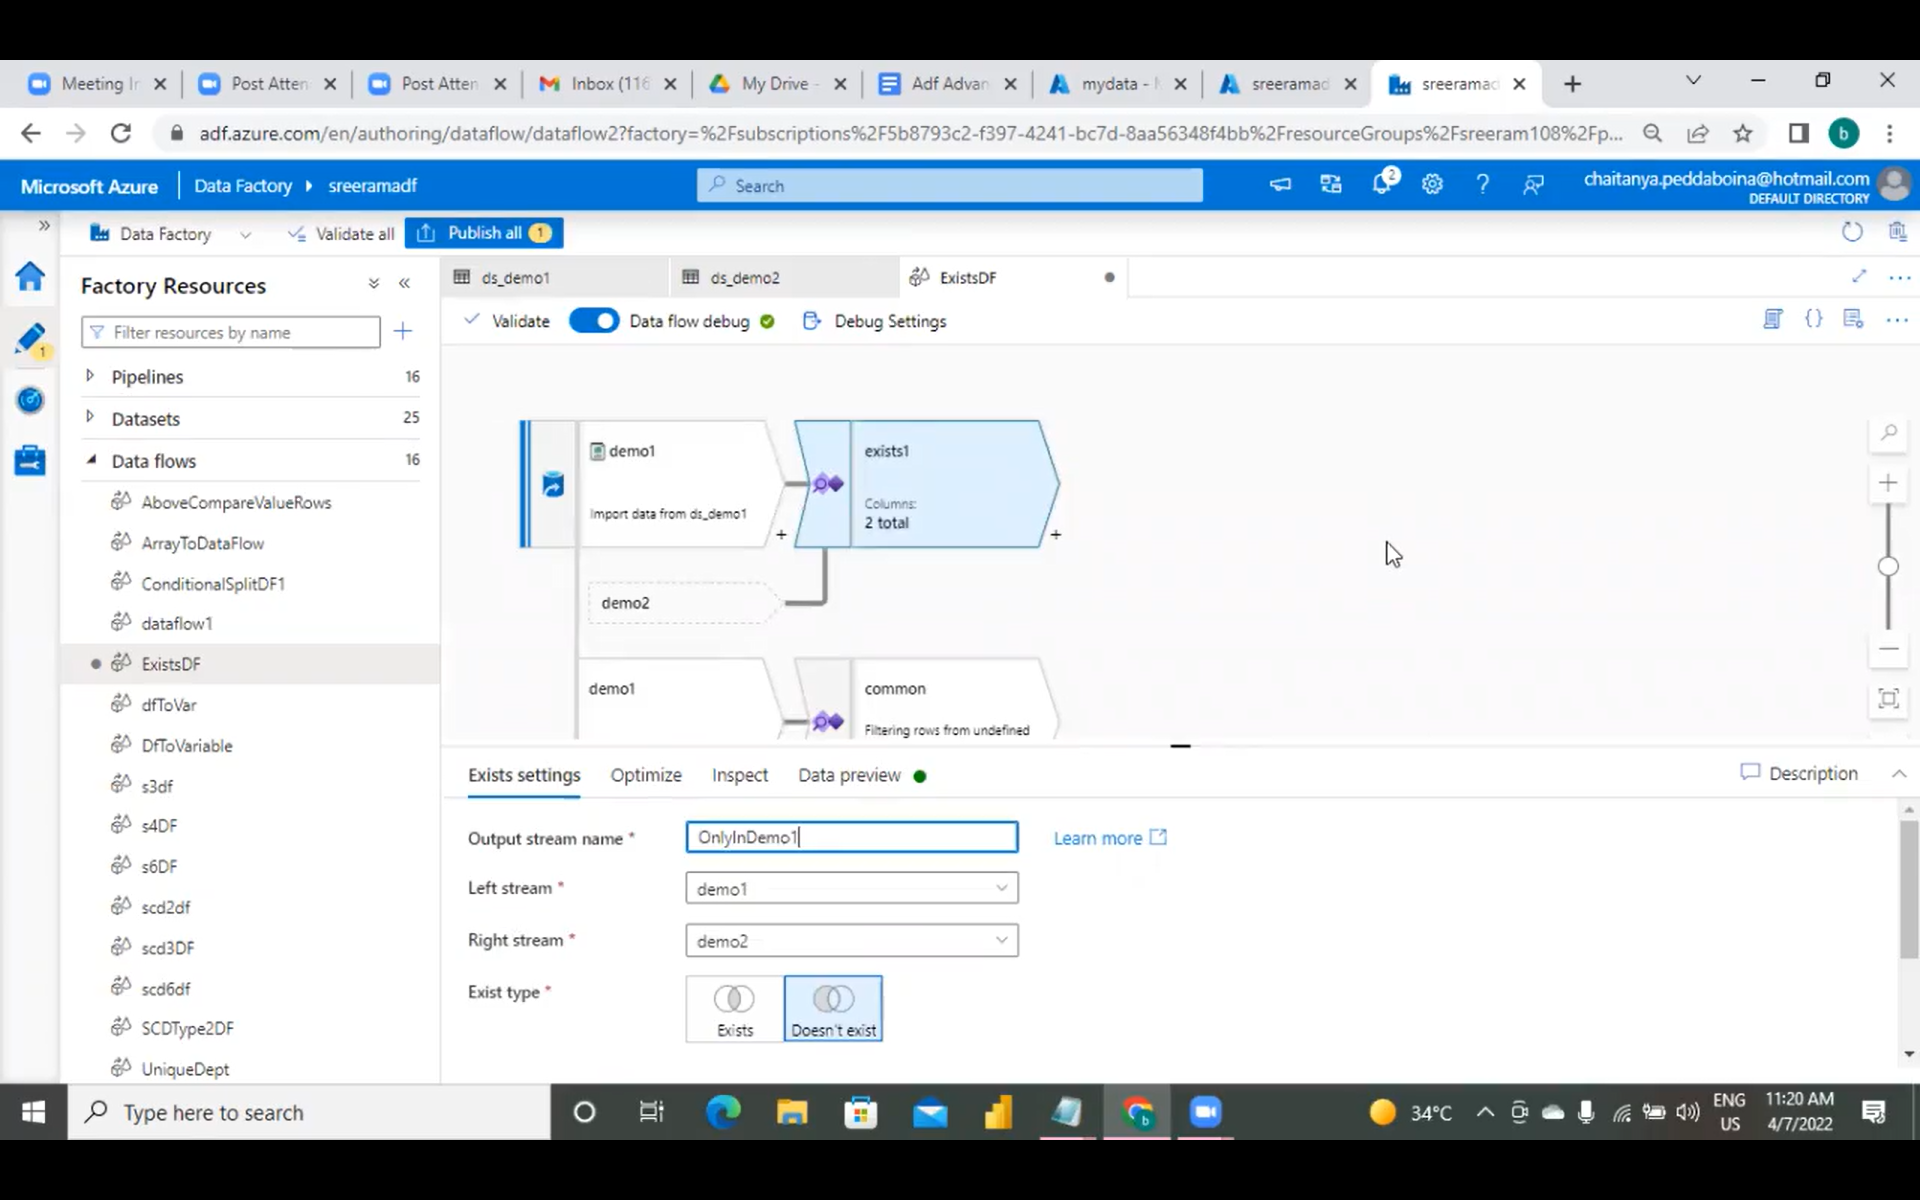 Meeting In
Post Atten
Post Atten
Inbox (116
My Drive -
Adf Advan
mydata -
sreeramad
sreeramad
adf.azure.com/en/authoring/dataflow/dataflow2?factory=%2Fsubscriptions%2F5b8793c2-f397-4241-bc7d-8aa56348f4bb%2FresourceGroups%2Fsreeram108%2Fp...
b
Microsoft Azure
Data Factory
sreeramadf
Search
2
chaitanya.peddaboina@hotmail.com
DEFAULT DIRECTORY
Data Factory
Validate all
Publish all 1
Factory Resources
ds_demo1
ds_demo2
ExistsDF
Filter resources by name
1
Validate
Data flow debug
Debug Settings
Pipelines 16
Datasets 25
Data flows 16
AboveCompareValueRows
ArrayToDataFlow
ConditionalSplitDF1
dataflow1
ExistsDF
dfToVar
DfToVariable
s3df
s4DF
s6DF
scd2df
scd3DF
scd6df
SCDType2DF
UniqueDept
demo1
Import data from ds_demo1
exists1
Columns:
2 total
demo2
demo1
common
Filtering rows from undefined
Exists settings
Optimize
Inspect
Data preview
Description
Output stream name *
OnlyInDemo1
Learn more
Left stream *
demo1
Right stream *
demo2
Exist type *
Exists
Doesn't exist
Type here to search
b
34°C
ENG
US
11:20 AM
4/7/2022